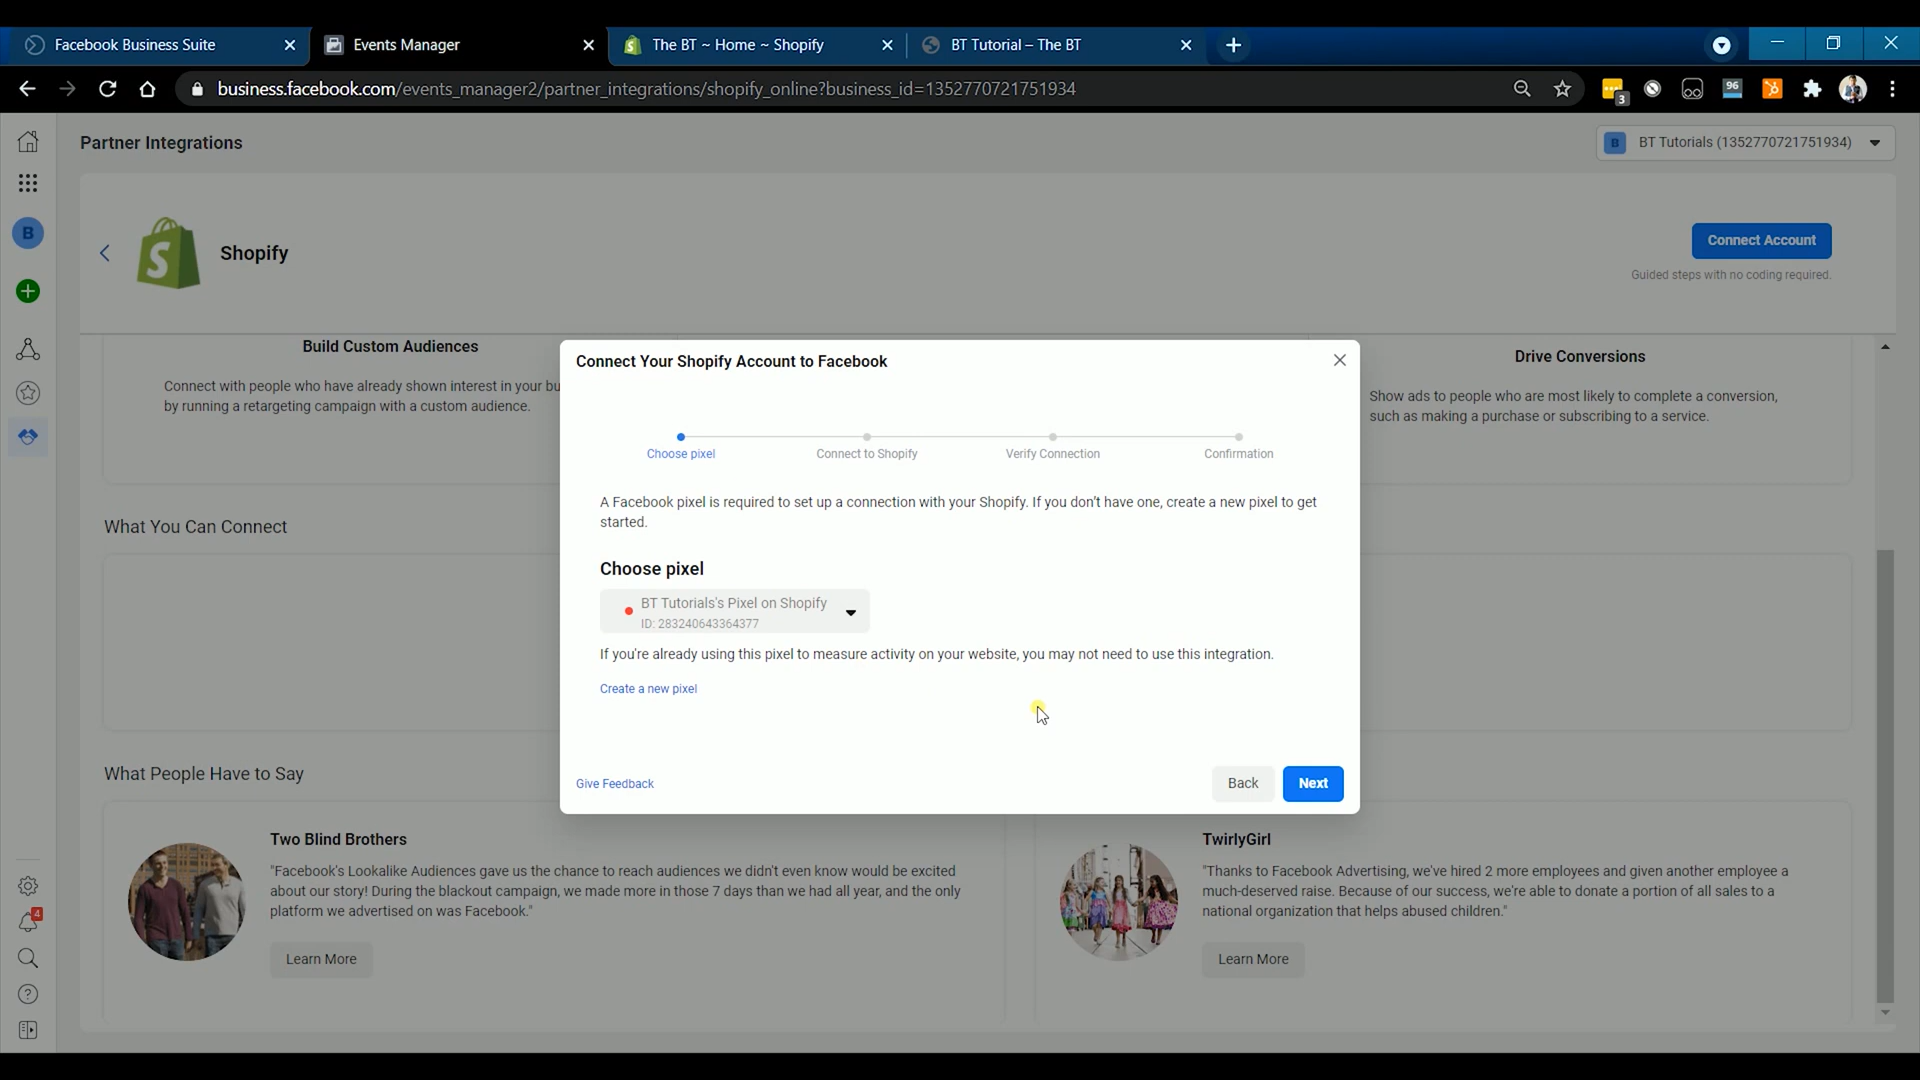 Facebook Business Suite
Events Manager
The BT ~ Home ~ Shopify
BT Tutorial – The BT
business.facebook.com/events_manager2/partner_integrations/shopify_online?business_id=1352770721751934
3
96
Partner Integrations
B
BT Tutorials (1352770721751934)
B
Shopify
Connect Account
Guided steps with no coding required.
Build Custom Audiences
Connect with people who have already shown interest in your bu
by running a retargeting campaign with a custom audience.
Drive Conversions
Show ads to people who are most likely to complete a conversion,
such as making a purchase or subscribing to a service.
Connect Your Shopify Account to Facebook
Choose pixel
Connect to Shopify
Verify Connection
Confirmation
A Facebook pixel is required to set up a connection with your Shopify. If you don't have one, create a new pixel to get
started.
Choose pixel
BT Tutorials's Pixel on Shopify
ID: 283240643364377
If you're already using this pixel to measure activity on your website, you may not need to use this integration.
Create a new pixel
Give Feedback
Back
Next
What You Can Connect
What People Have to Say
Two Blind Brothers
"Facebook's Lookalike Audiences gave us the chance to reach audiences we didn't even know would be excited
about our story! During the blackout campaign, we made more in those 7 days than we had all year, and the only
platform we advertised on was Facebook."
Learn More
TwirlyGirl
"Thanks to Facebook Advertising, we've hired 2 more employees and given another employee a
much-deserved raise. Because of our success, we're able to donate a portion of all sales to a
national organization that helps abused children."
Learn More
4